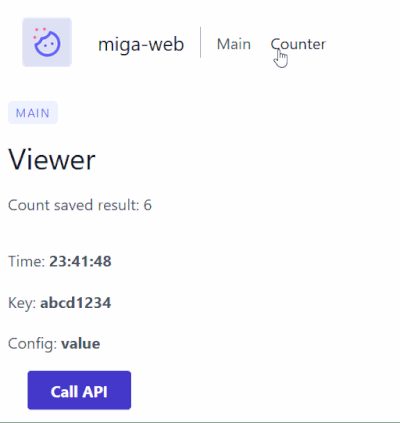 miga-web Main Counter
MAIN
Viewer
Count saved result: 6
Time: 23:41:48
Key: abcd1234
Config: value
Call API